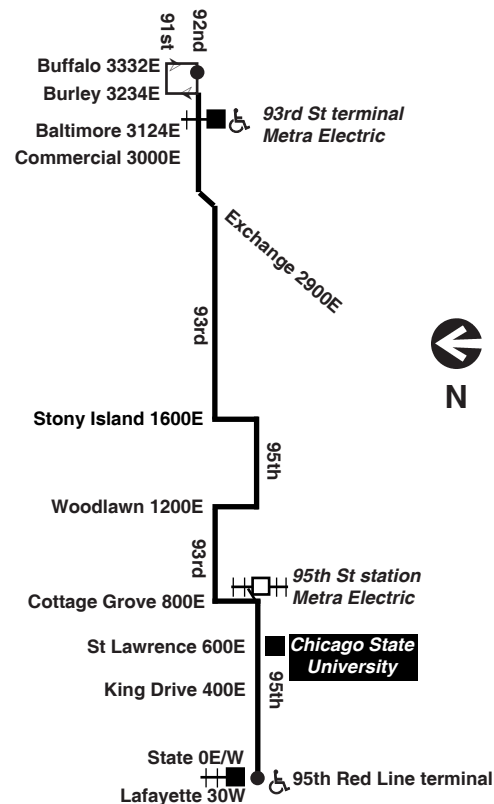 91st
92nd
Buffalo 3332E
Burley 3234E
Baltimore 3124E
93rd St terminal
Metra Electric
Commercial 3000E
Exchange 2900E
93rd
N
Stony Island 1600E
95th
Woodlawn 1200E
93rd
95th St station
Metra Electric
Cottage Grove 800E
St Lawrence 600E
Chicago State
University
95th
King Drive 400E
State 0E/W
95th Red Line terminal
Lafayette 30W